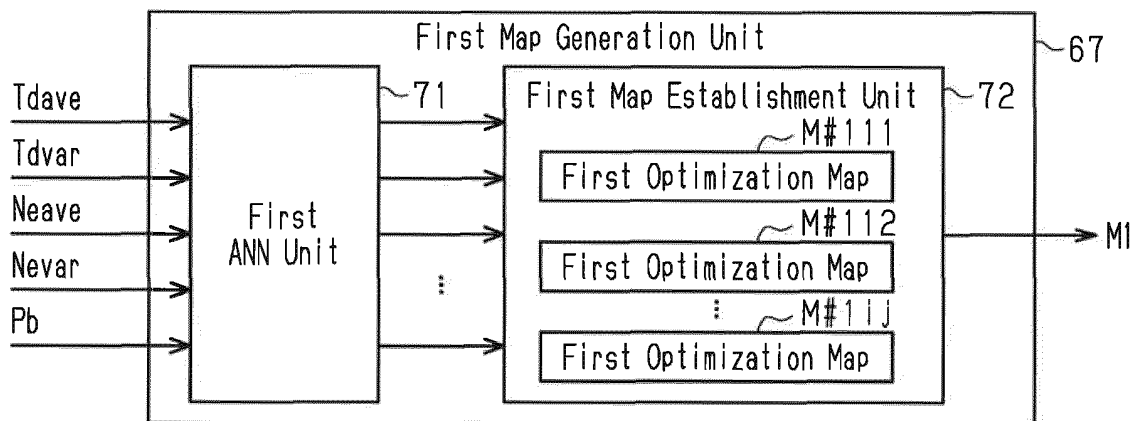 First Map Generation Unit
67
Tdave
Tdvar
Neave
Nevar
Pb
71
First
ANN Unit
First Map Establishment Unit
72
M#111
First Optimization Map
M#112
First Optimization Map
M#1ij
First Optimization Map
M1